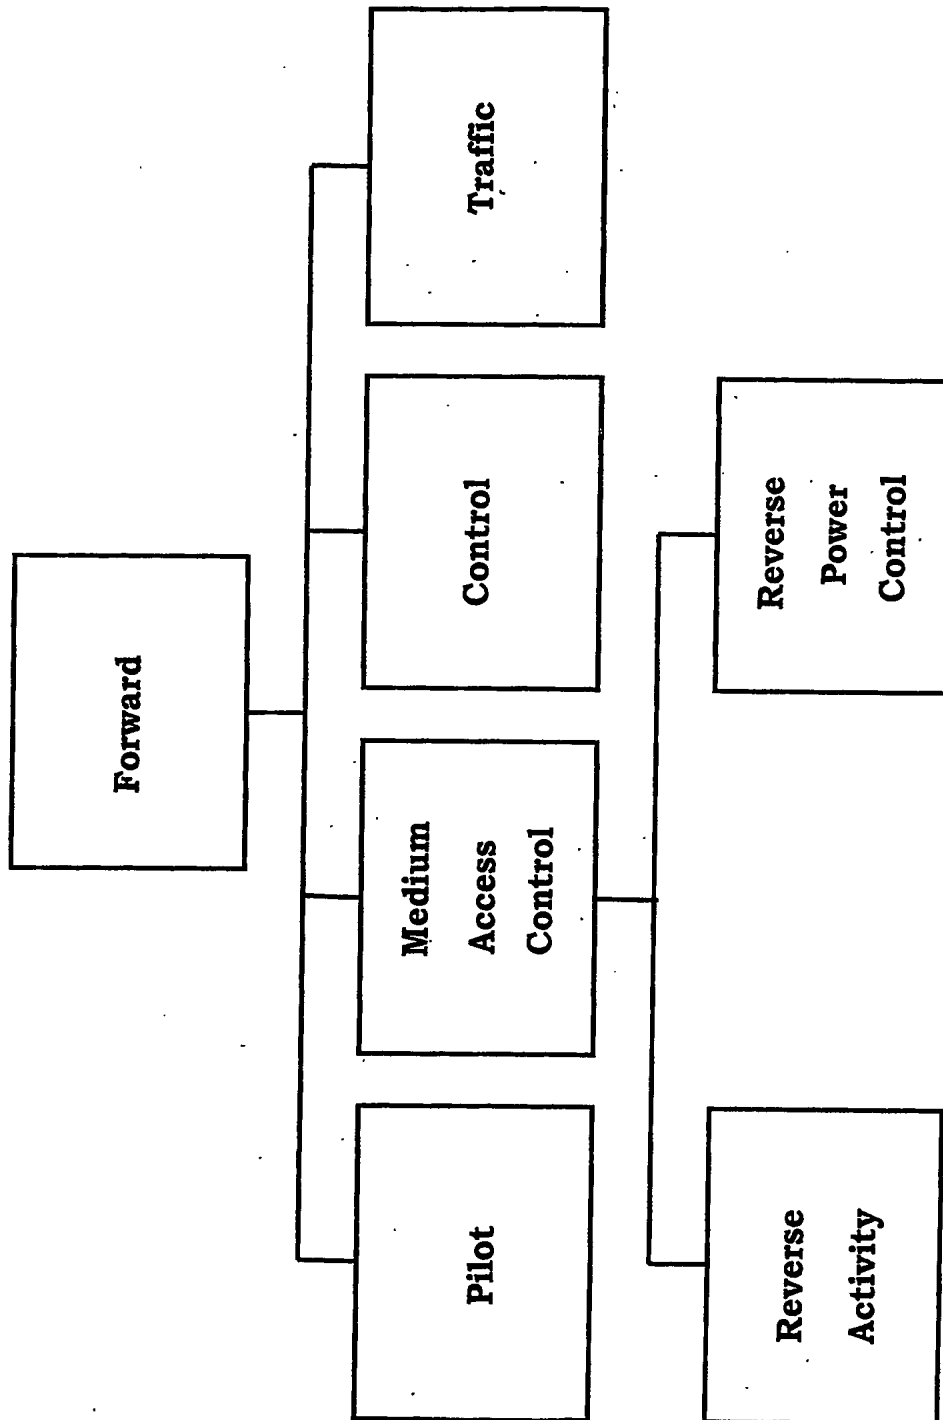 Forward
Pilot
Medium
Access
Control
Control
Traffic
Reverse
Activity
Reverse
Power
Control